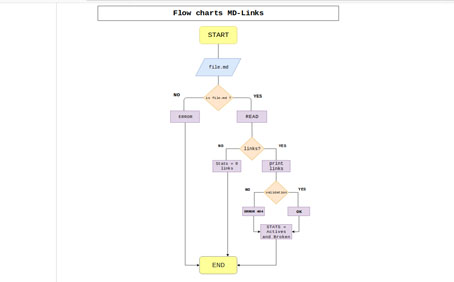 Flow charts MD-Links
START
file.md
is file.md ?
NO
YES
ERROR
READ
links?
NO
YES
Stats = 0
links
print
links
validation
NO
YES
ERROR 404
OK
STATS =
Actives
and Broken
END